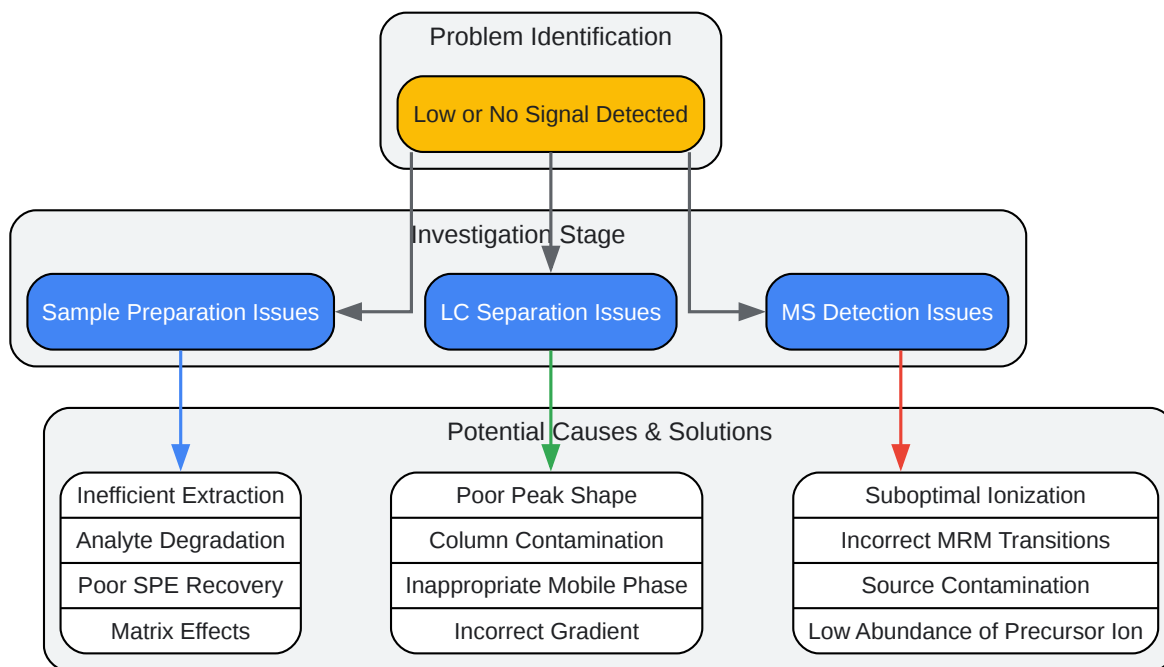 Problem Identification
Low or No Signal Detected
Investigation Stage
Sample Preparation Issues
LC Separation Issues
MS Detection Issues
Potential Causes & Solutions
Inefficient Extraction
Analyte Degradation
Poor SPE Recovery
Matrix Effects
Poor Peak Shape
Column Contamination
Inappropriate Mobile Phase
Incorrect Gradient
Suboptimal Ionization
Incorrect MRM Transitions
Source Contamination
Low Abundance of Precursor Ion